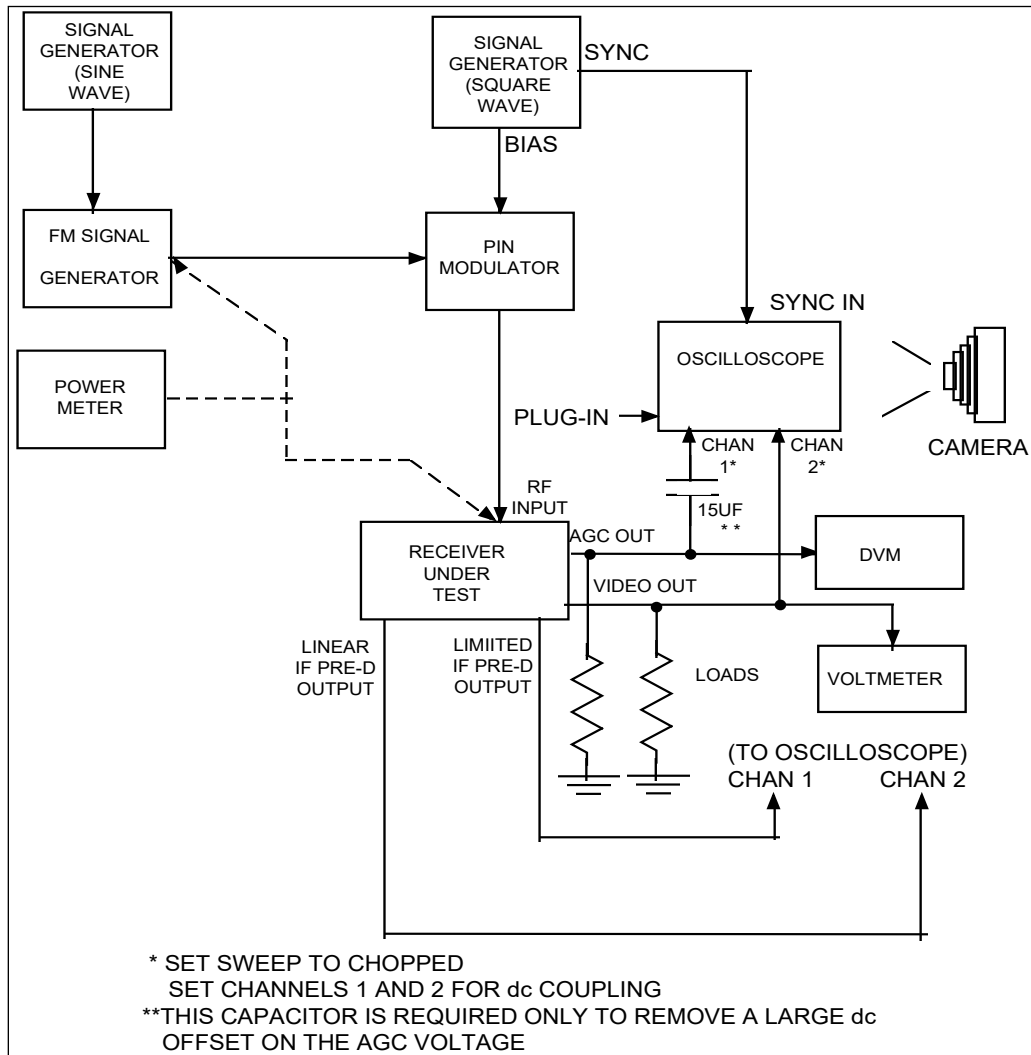 SIGNAL
GENERATOR
(SINE
WAVE)
SIGNAL
GENERATOR
(SQUARE
WAVE)
SYNC
BIAS
FM SIGNAL
GENERATOR
PIN
MODULATOR
SYNC IN
OSCILLOSCOPE
POWER
METER
PLUG-IN
CAMERA
CHAN
1*
CHAN
2*
RF
INPUT
15UF
* *
AGC OUT
RECEIVER
UNDER
TEST
DVM
VIDEO OUT
LINEAR
IF PRE-D
OUTPUT
LIMIITED
IF PRE-D
OUTPUT
LOADS
VOLTMETER
(TO OSCILLOSCOPE)
CHAN 1 CHAN 2
* SET SWEEP TO CHOPPED
SET CHANNELS 1 AND 2 FOR dc COUPLING
**THIS CAPACITOR IS REQUIRED ONLY TO REMOVE A LARGE dc
OFFSET ON THE AGC VOLTAGE